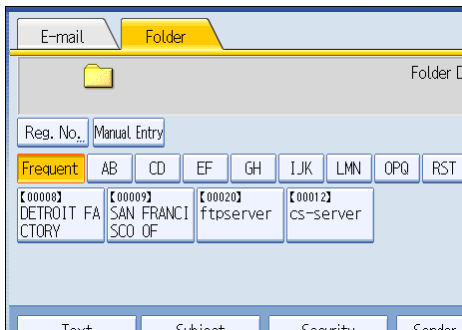 E-mail Folder
Folder
Reg. No. Manual Entry
Frequent AB CD EF GH IJK LMN OPQ RST
【00008】 【00009】 【00020】 【00012】
DETROIT FA SAN FRANCI ftpserver cs-server
CTORY SCO OF
Text Subject Security Sender